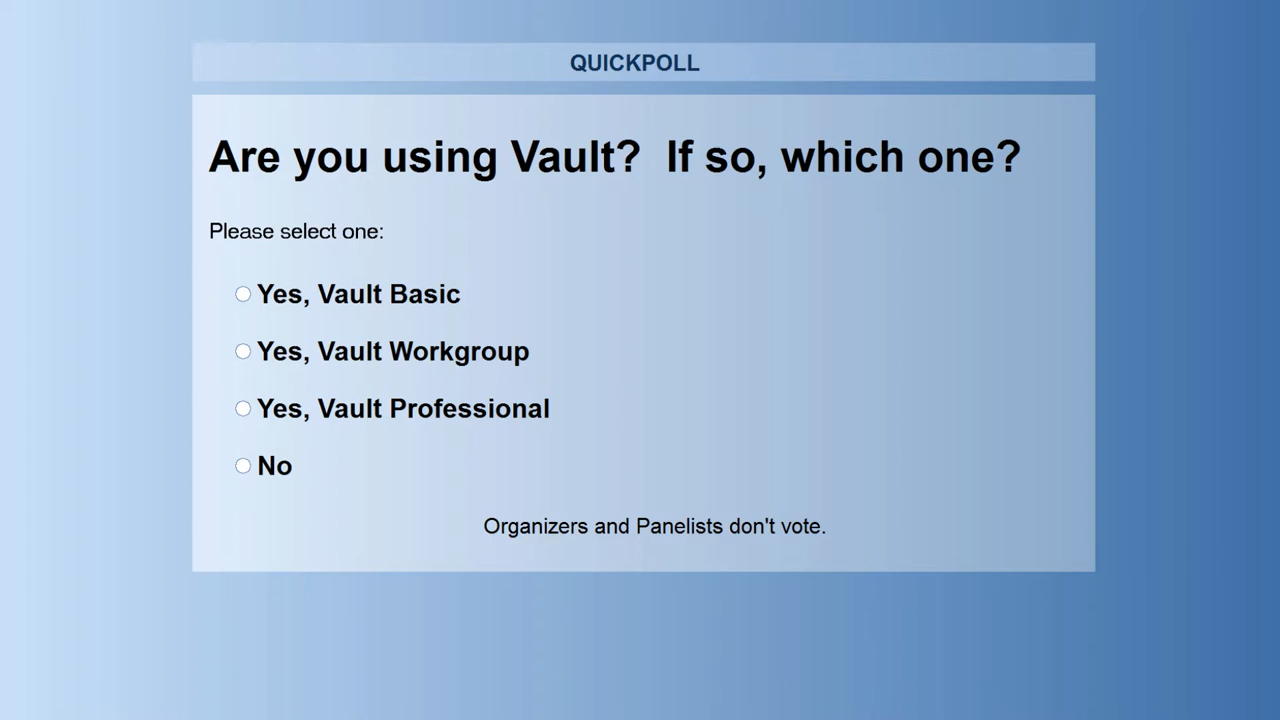 QUICKPOLL
Are you using Vault?  If so, which one?
Please select one:
Yes, Vault Basic
Yes, Vault Workgroup
Yes, Vault Professional
No
Organizers and Panelists don't vote.